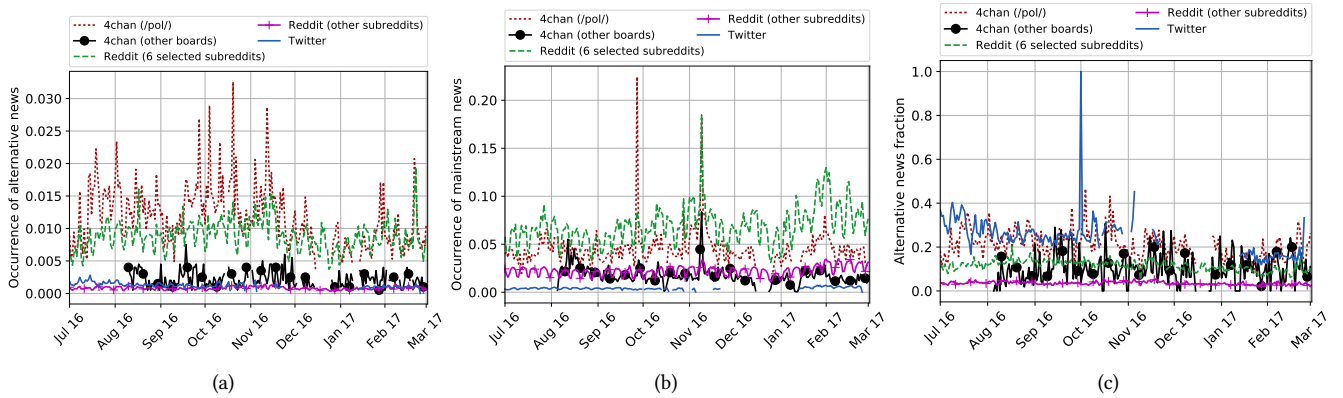 4chan (/pol/)
4chan (other boards)
Reddit (6 selected subreddits)
Reddit (other subreddits)
Twitter
Occurrence of alternative news
0.030
0.025
0.020
0.015
0.010
0.005
0.000
Jul 16
Aug 16
Sep 16
Oct 16
Nov 16
Dec 16
Jan 17
Feb 17
Mar 17
(a)
4chan (/pol/)
4chan (other boards)
Reddit (6 selected subreddits)
Reddit (other subreddits)
Twitter
Occurrence of mainstream news
0.20
0.15
0.10
0.05
0.00
Jul 16
Aug 16
Sep 16
Oct 16
Nov 16
Dec 16
Jan 17
Feb 17
Mar 17
(b)
4chan (/pol/)
4chan (other boards)
Reddit (6 selected subreddits)
Reddit (other subreddits)
Twitter
Alternative news fraction
1.0
0.8
0.6
0.4
0.2
0.0
Jul 16
Aug 16
Sep 16
Oct 16
Nov 16
Dec 16
Jan 17
Feb 17
Mar 17
(c)